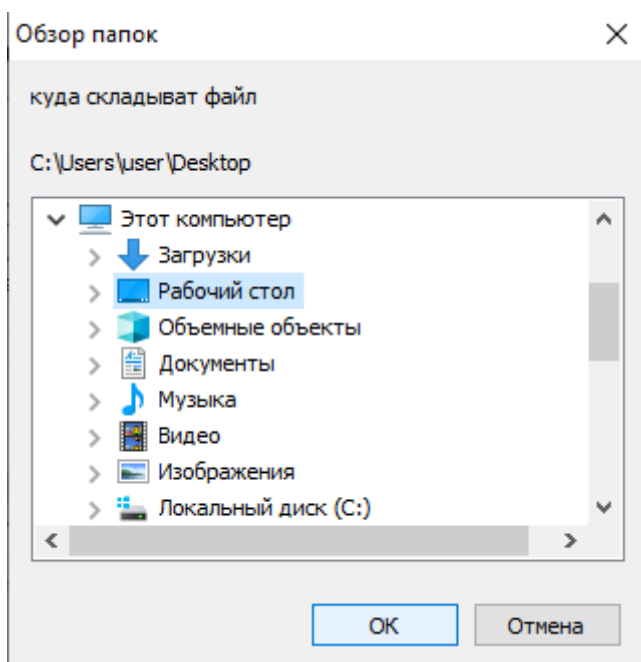 Обзор папок
куда складыват файл
C:\Users\user\Desktop
Этот компьютер
Загрузки
Рабочий стол
Объемные объекты
Документы
Музыка
Видео
Изображения
Локальный диск (C:)
ОК Отмена